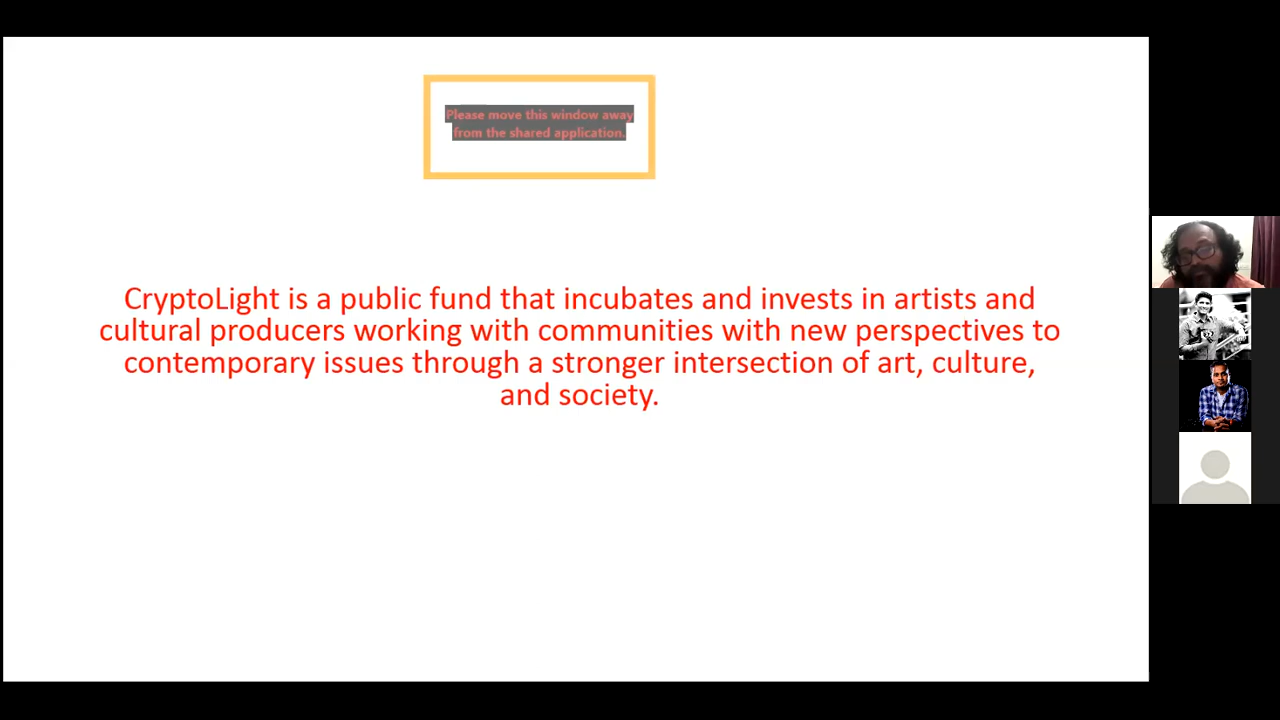 Please move this window away
from the shared application.
CryptoLight is a public fund that incubates and invests in artists and
cultural producers working with communities with new perspectives to
contemporary issues through a stronger intersection of art, culture,
and society.